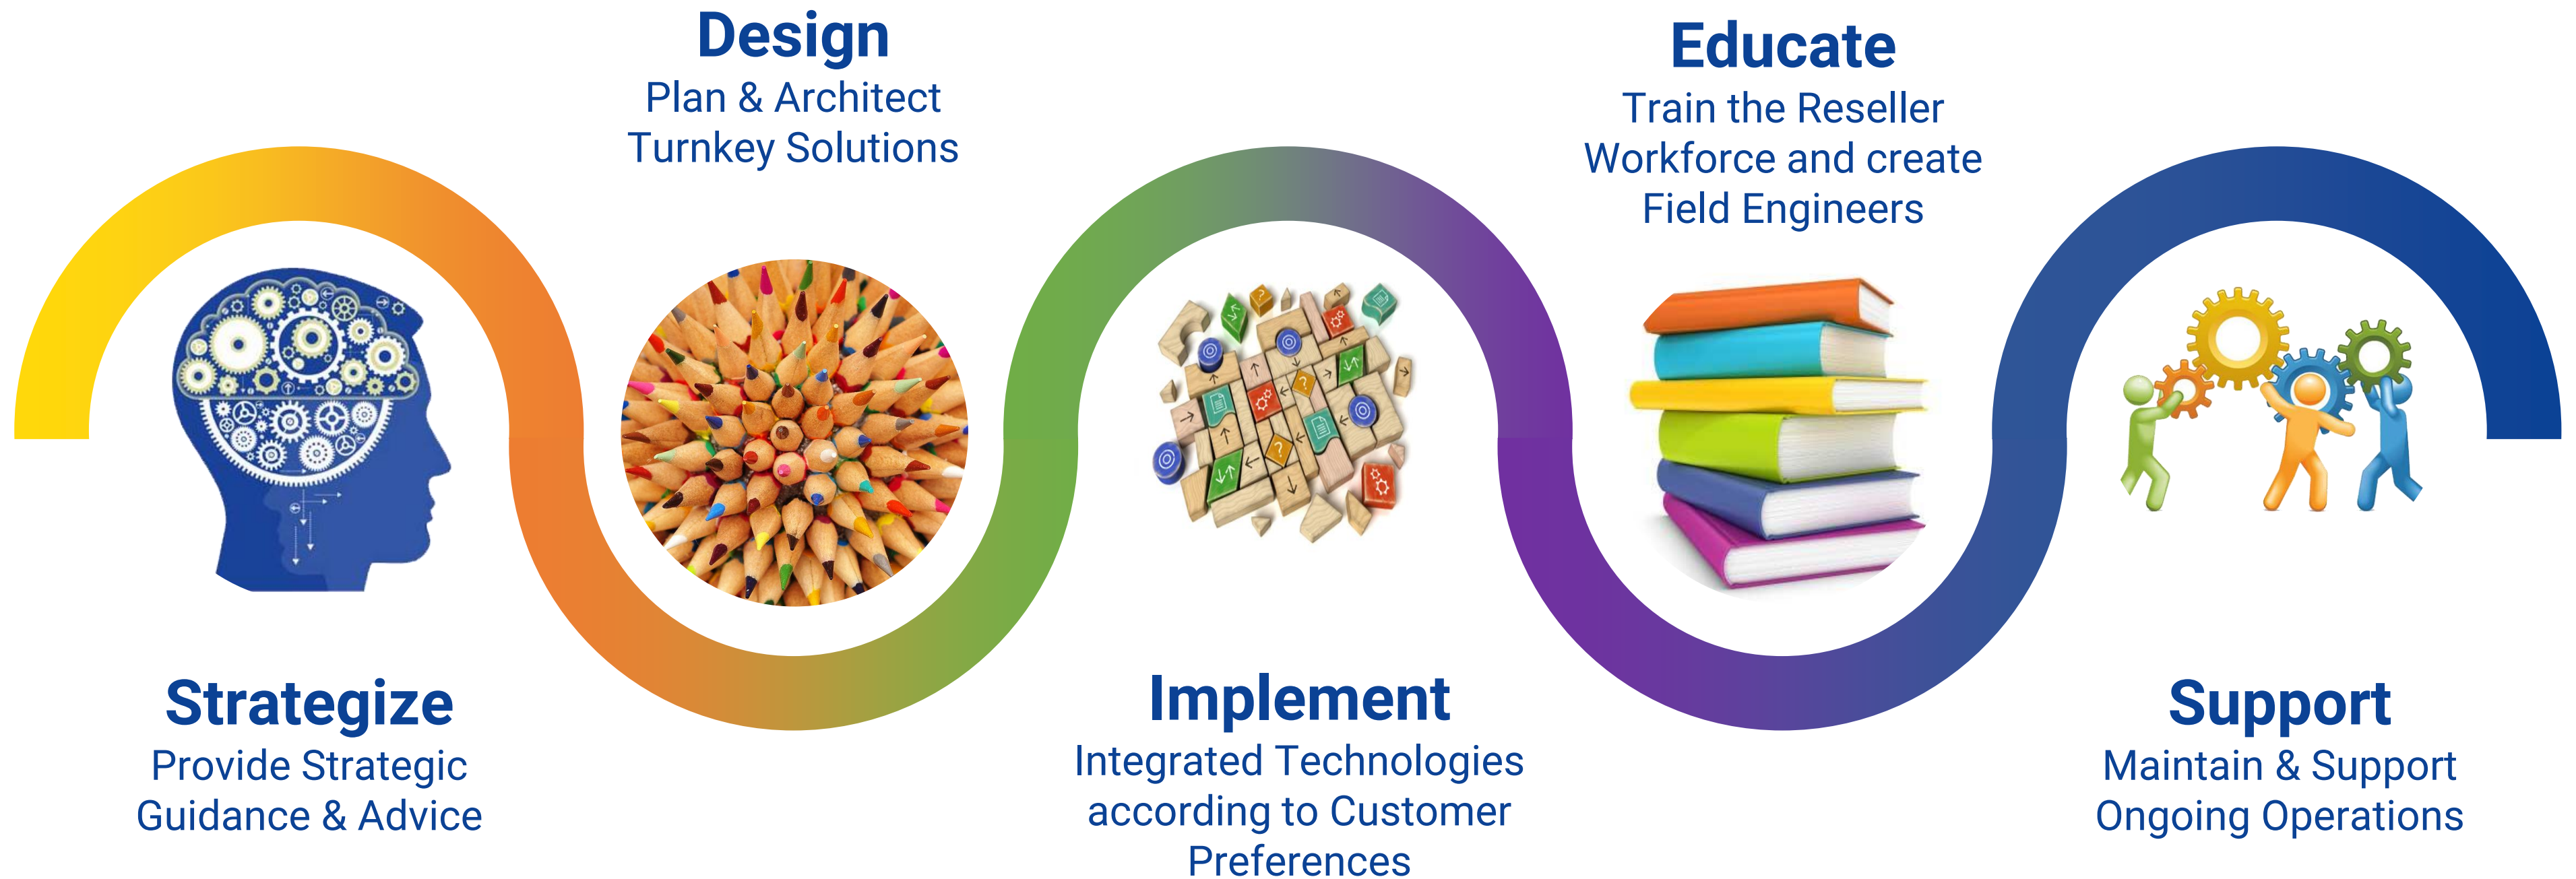 Strategize
Provide Strategic
Guidance & Advice
Design
Plan & Architect
Turnkey Solutions
Implement
Integrated Technologies
according to Customer
Preferences
Educate
Train the Reseller
Workforce and create
Field Engineers
Support
Maintain & Support
Ongoing Operations